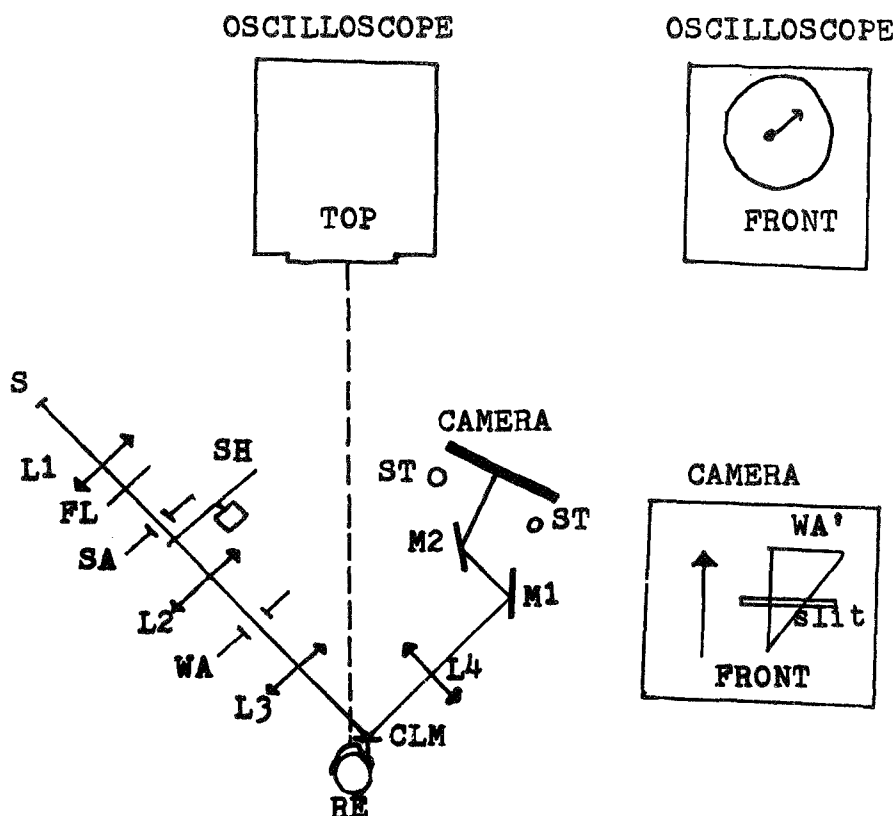 OSCILLOSCOPE
OSCILLOSCOPE
TOP
FRONT
S
L1
FL
SH
SA
L2
WA
L3
CAMERA
ST
ST
M2
M1
L4
CLM
RE
CAMERA
WA'
slit
FRONT